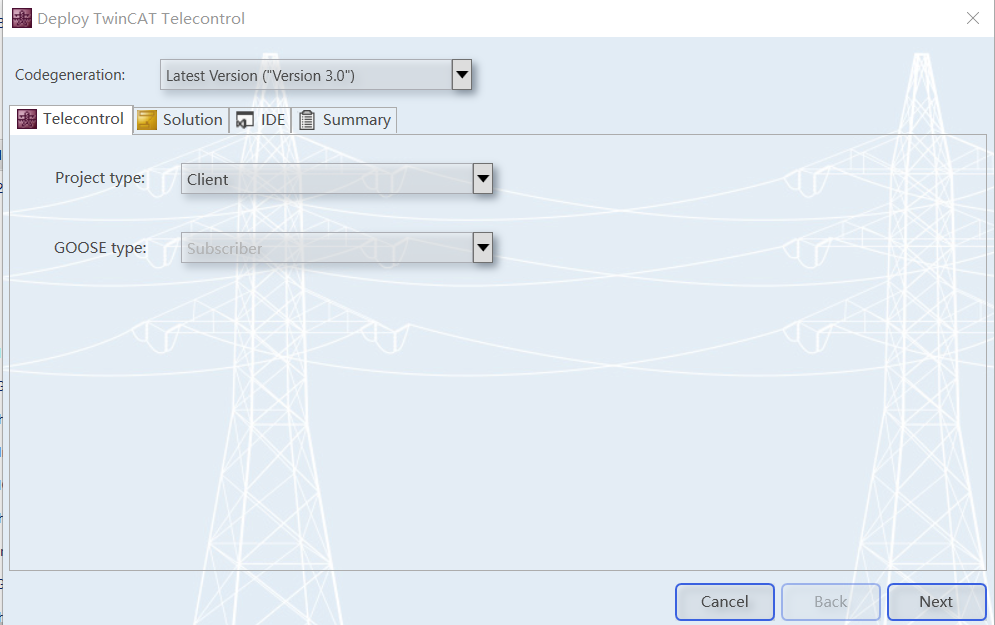 Deploy TwinCAT Telecontrol
Codegeneration: Latest Version ("Version 3.0")
Telecontrol Solution IDE Summary
Project type: Client
GOOSE type: Subscriber
Cancel Back Next